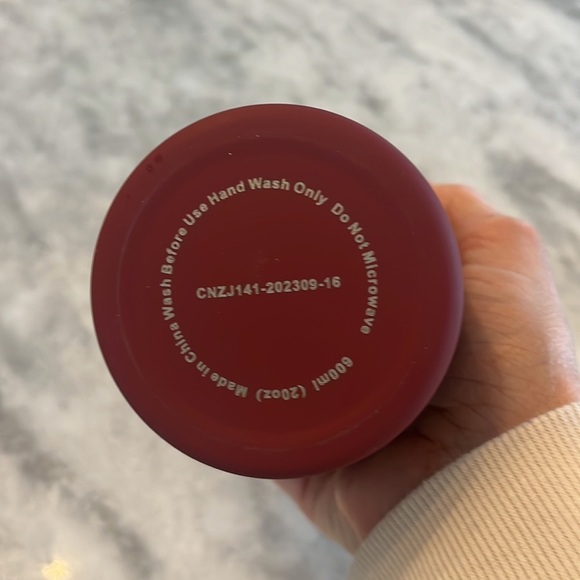 Wash Before Use Hand Wash Only Do Not Microwave 600ml (20oz) Made in China
CNZJ141-202309-16